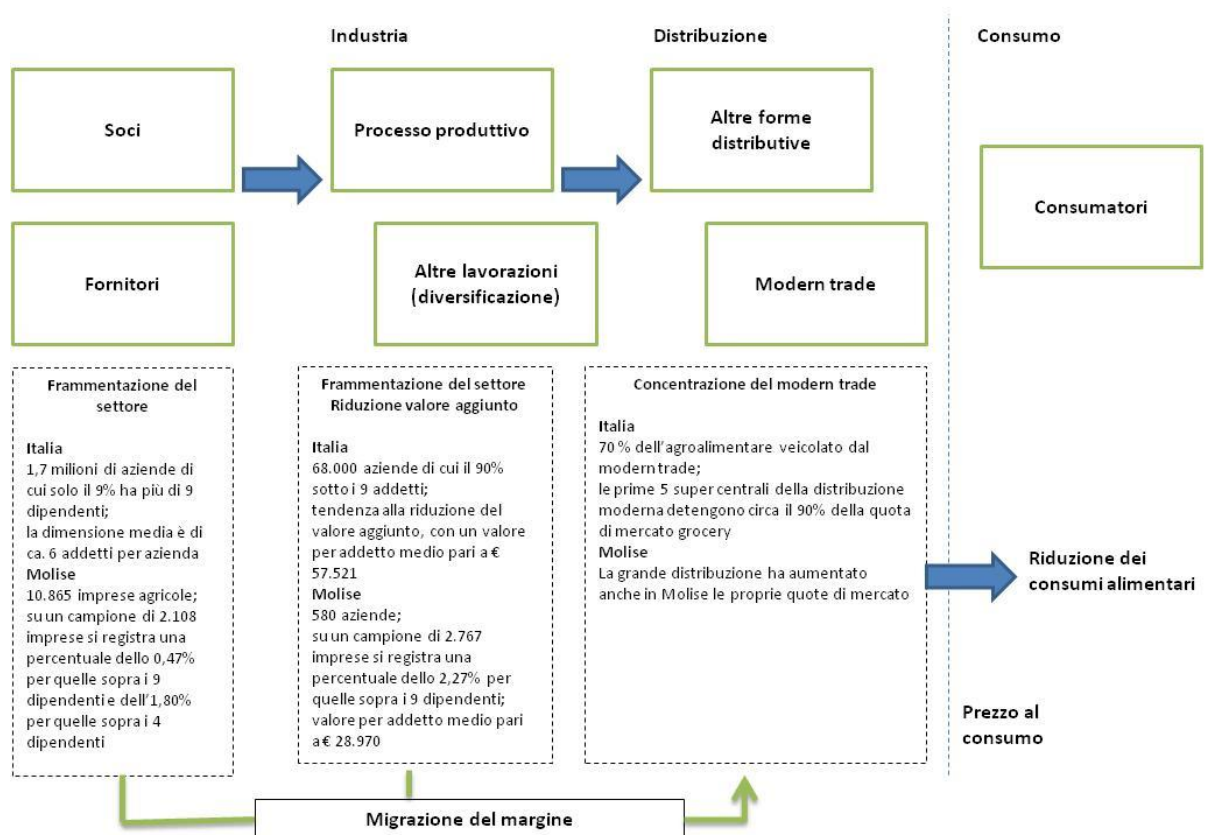 Industria
Distribuzione
Consumo
Soci
Processo produttivo
Altre forme
distributive
Consumatori
Fornitori
Altre lavorazioni
(diversificazione)
Modern trade
Frammentazione del
settore
Italia
1,7 milioni di aziende di
cui solo il 9% ha più di 9
dipendenti;
la dimensione media è di
ca. 6 addetti per azienda
Molise
10.865 imprese agricole;
su un campione di 2.108
imprese si registra una
percentuale dello 0,47%
per quelle sopra i 9
dipendenti e dell'1,80%
per quelle sopra i 4
dipendenti
Frammentazione del settore
Riduzione valore aggiunto
Italia
68.000 aziende di cui il 90%
sotto i 9 addetti;
tendenza alla riduzione del
valore aggiunto, con un valore
per addetto medio pari a €
57.521
Molise
580 aziende;
su un campione di 2.767
imprese si registra una
percentuale dello 2,27% per
quelle sopra i 9 dipendenti;
valore per addetto medio pari
a € 28.970
Concentrazione del modern trade
Italia
70 % dell'agroalimentare veicolato dal
modern trade;
le prime 5 super centrali della distribuzione
moderna detengono circa il 90% della quota
di mercato grocery
Molise
La grande distribuzione ha aumentato
anche in Molise le proprie quote di mercato
Riduzione dei
consumi alimentari
Prezzo al
consumo
Migrazione del margine